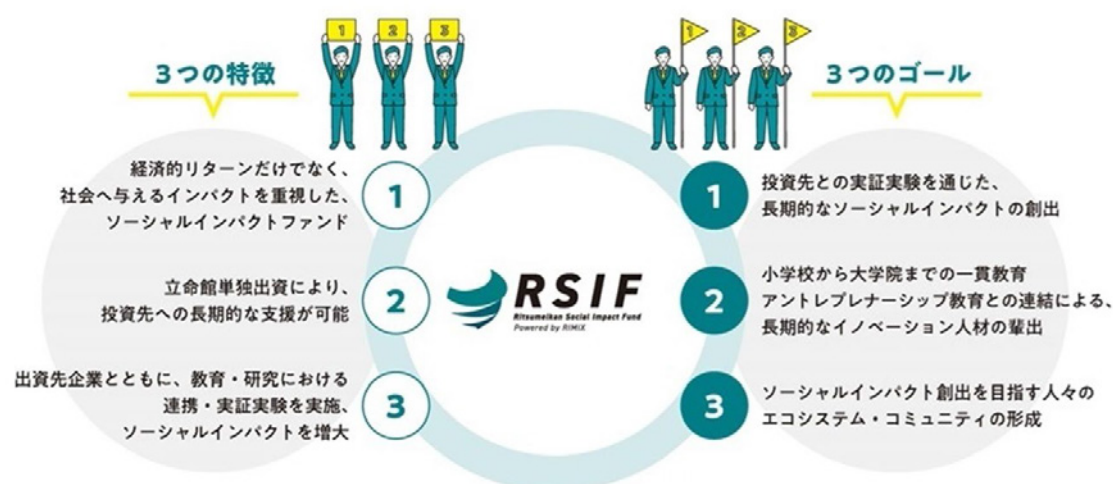 1 2 3
3つの特徴
経済的リターンだけでなく、
社会へ与えるインパクトを重視した、
ソーシャルインパクトファンド
1
立命館単独出資により、
投資先への長期的な支援が可能
2
出資先企業とともに、教育・研究における
連携・実証実験を実施、
ソーシャルインパクトを増大
3
RSIF
Ritsumeikan Social Impact Fund
Powered by RIMIX
1 2 3
3つのゴール
1
投資先との実証実験を通じた、
長期的なソーシャルインパクトの創出
2
小学校から大学院までの一貫教育
アントレプレナーシップ教育との連結による、
長期的なイノベーション人材の輩出
3
ソーシャルインパクト創出を目指す人々の
エコシステム・コミュニティの形成